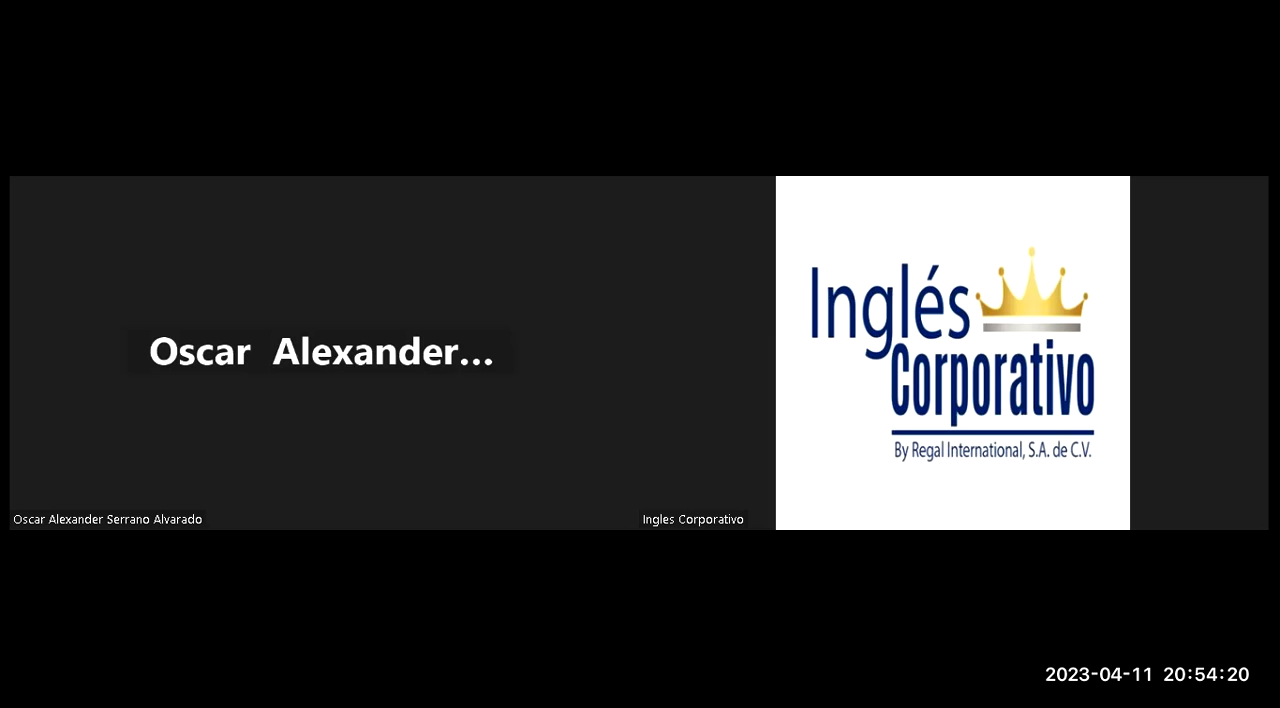 Oscar Alexander...
Oscar Alexander Serrano Alvarado
Inglés
Corporativo
By Regal International, S.A. de C.V.
Ingles Corporativo
2023-04-11 20:54:20